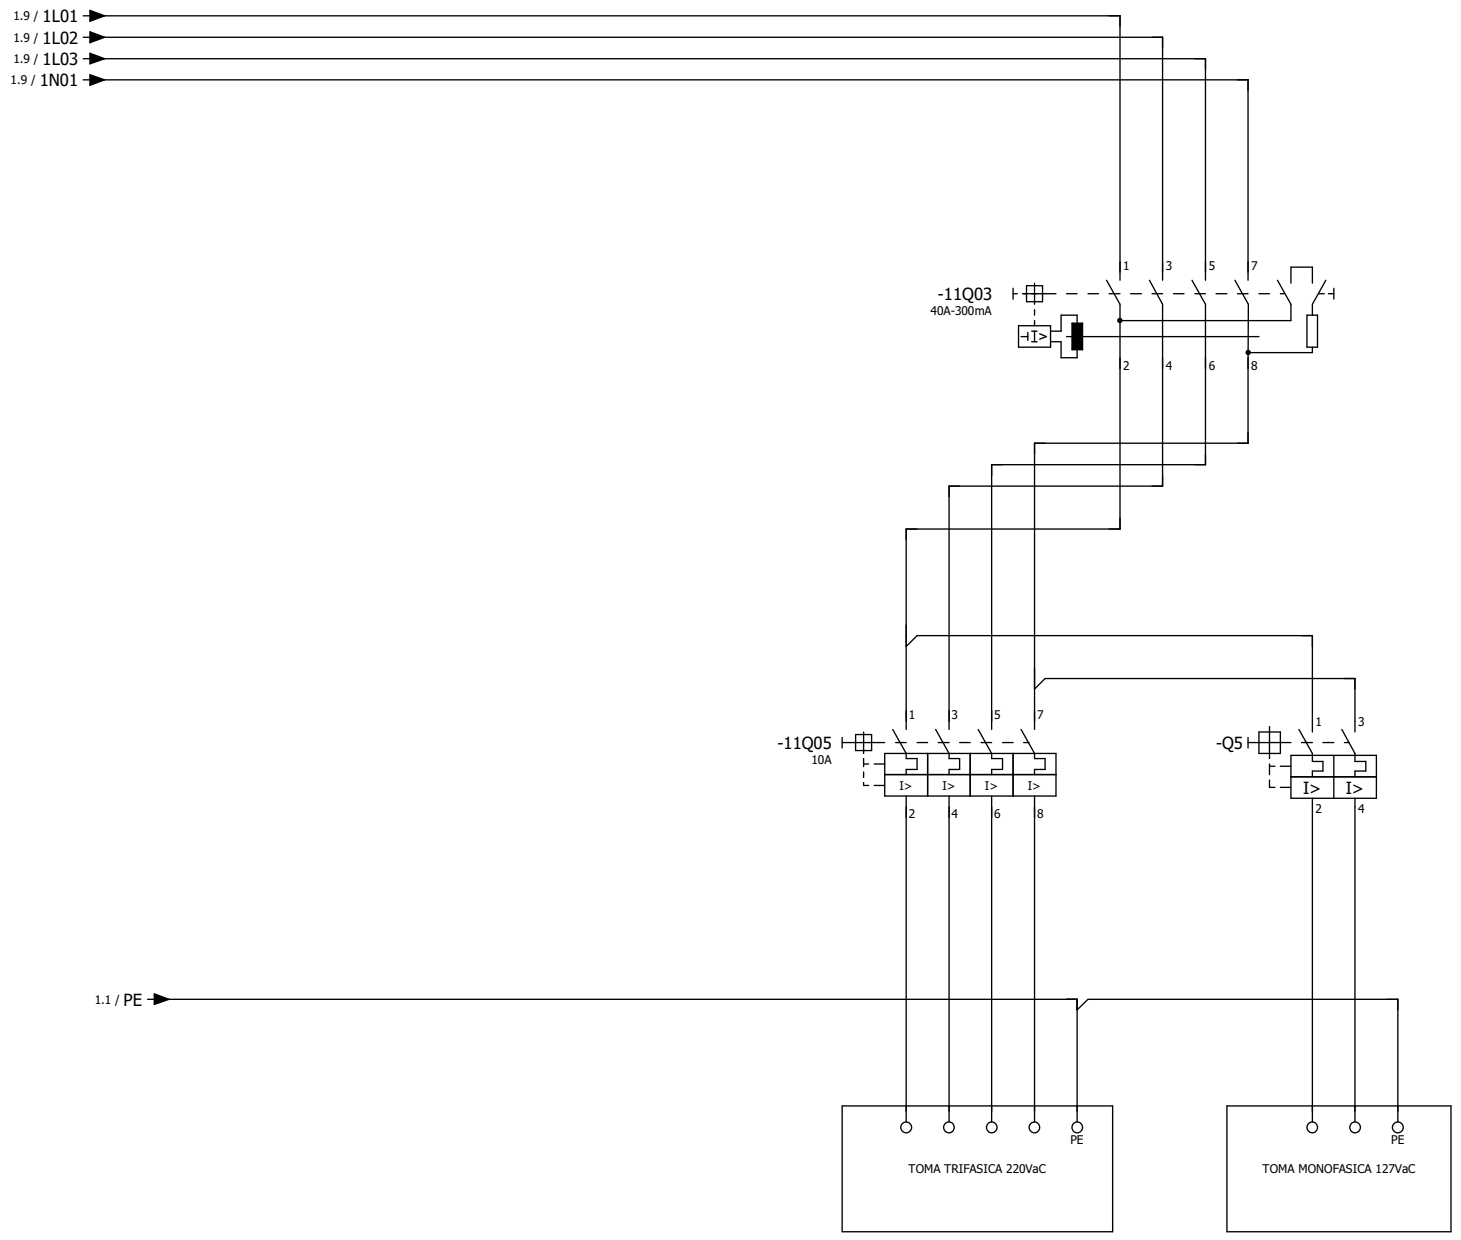 1.9 / 1L01
1.9 / 1L02
1.9 / 1L03
1.9 / 1N01
1 3 5 7
-11Q03
40A-300mA
I>
2 4 6 8
1 3 5 7
1 3
-11Q05
10A
-Q5
I> I> I> I>
I> I>
2 4 6 8
2 4
1.1 / PE
PE
PE
TOMA TRIFASICA 220VaC
TOMA MONOFASICA 127VaC